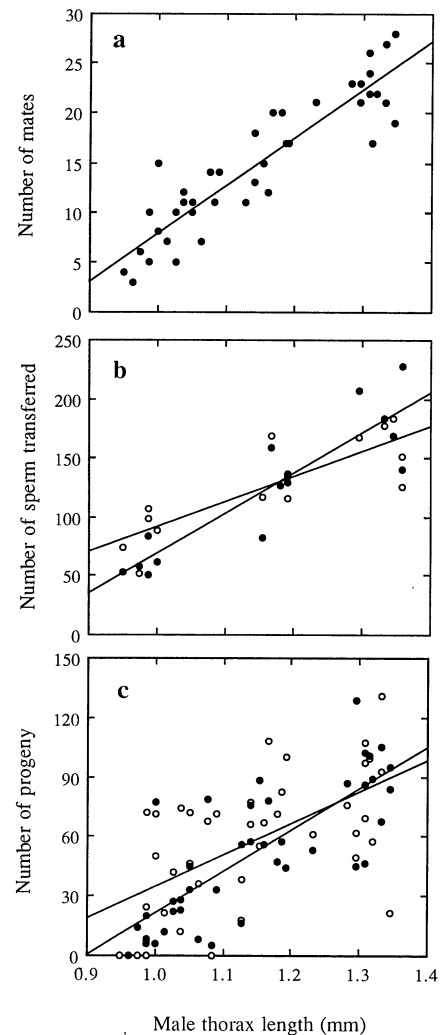 a
30
25
20
15
10
5
0
Number of mates
b
250
200
150
100
50
0
Number of sperm transferred
c
150
120
90
60
30
0
Number of progeny
0.9 1.0 1.1 1.2 1.3 1.4
Male thorax length (mm)